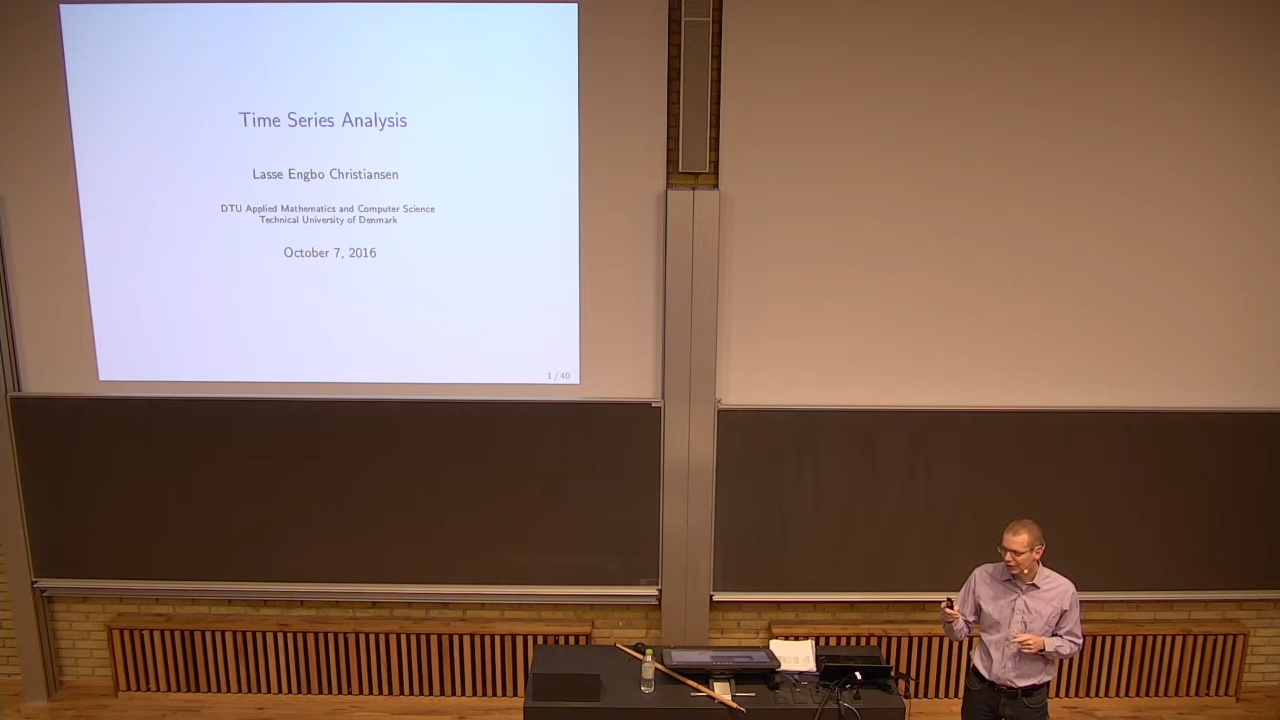 Time Series Analysis
Lasse Engbo Christiansen
DTU Applied Mathematics and Computer Science
Technical University of Denmark
October 7, 2016
1 / 40